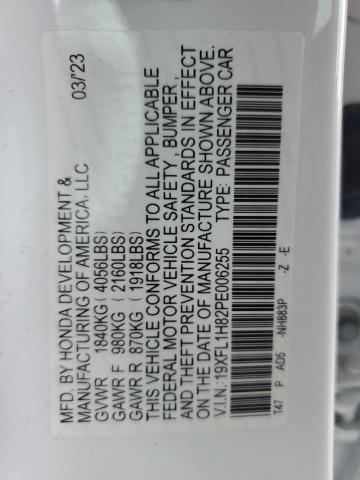 MFD. BY HONDA DEVELOPMENT &
MANUFACTURING OF AMERICA, LLC 03/'23
GVWR 1840KG ( 4056LBS)
GAWR F 980KG ( 2160LBS)
GAWR R 870KG ( 1918LBS)
THIS VEHICLE CONFORMS TO ALL APPLICABLE
FEDERAL MOTOR VEHICLE SAFETY , BUMPER ,
AND THEFT PREVENTION STANDARDS IN EFFECT
ON THE DATE OF MANUFACTURE SHOWN ABOVE.
V.I.N.: 19XFL1H82PE006255 TYPE: PASSENGER CAR
T47 P AD5 -NH883P -Z -E